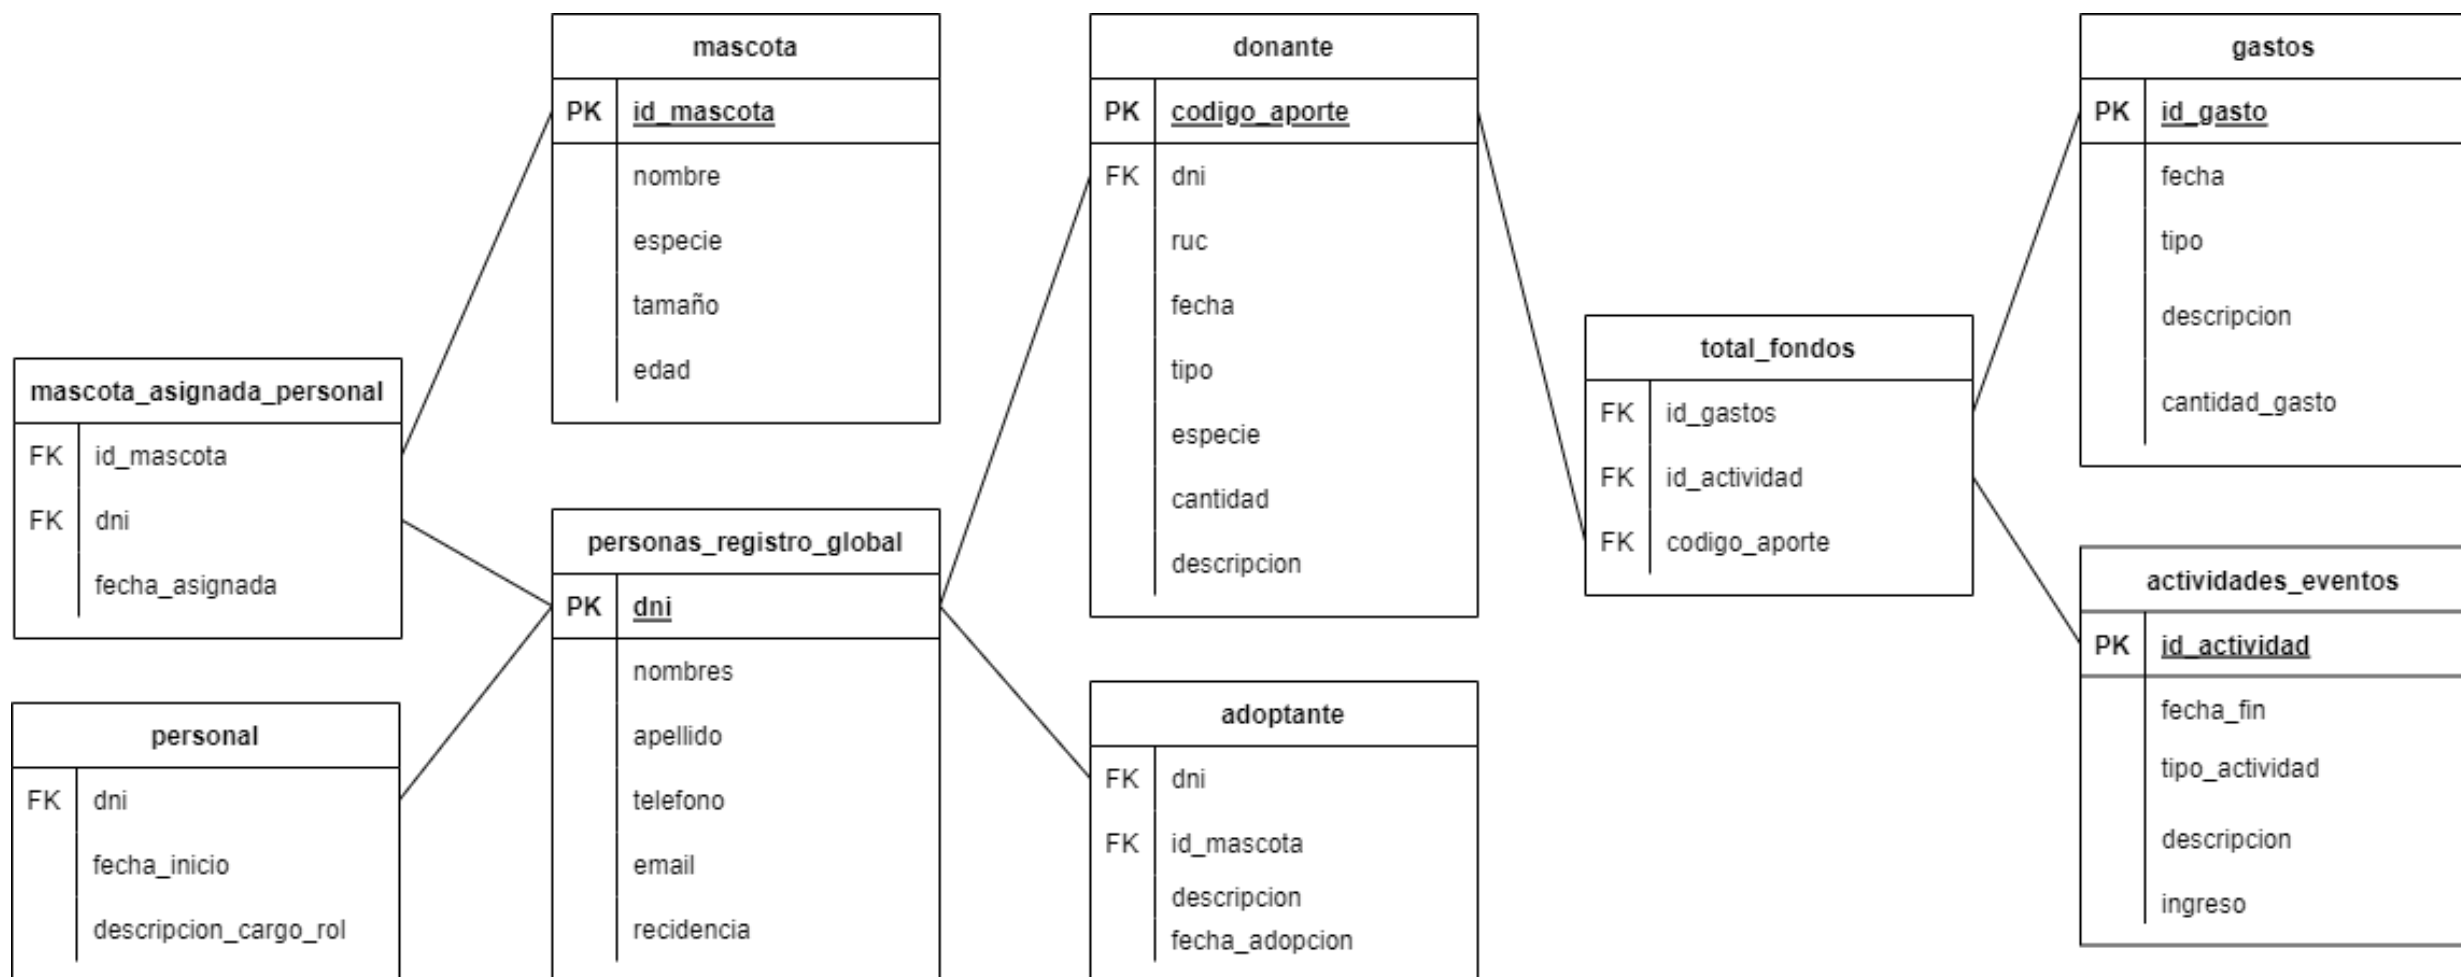 mascota
PK id_mascota
nombre
especie
tamaño
edad
mascota_asignada_personal
FK id_mascota
FK dni
fecha_asignada
personal
FK dni
fecha_inicio
descripcion_cargo_rol
personas_registro_global
PK dni
nombres
apellido
telefono
email
recidencia
donante
PK codigo_aporte
FK dni
ruc
fecha
tipo
especie
cantidad
descripcion
adoptante
FK dni
FK id_mascota
descripcion
fecha_adopcion
total_fondos
FK id_gastos
FK id_actividad
FK codigo_aporte
gastos
PK id_gasto
fecha
tipo
descripcion
cantidad_gasto
actividades_eventos
PK id_actividad
fecha_fin
tipo_actividad
descripcion
ingreso